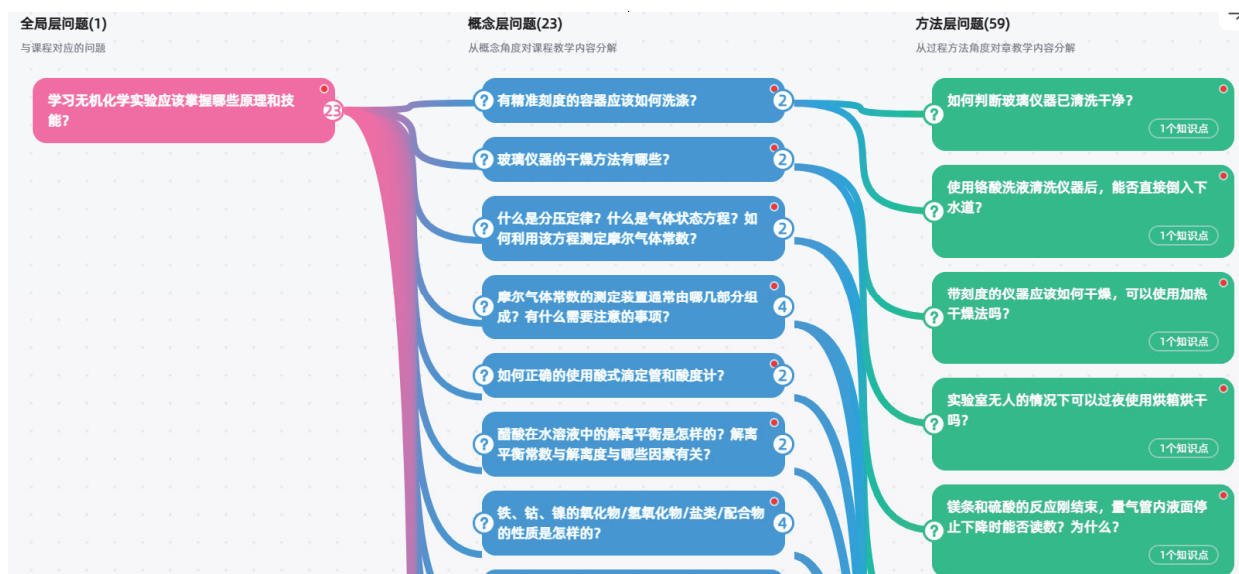 全局层问题(1)
与课程对应的问题
学习无机化学实验应该掌握哪些原理和技
能?
23
概念层问题(23)
从概念角度对课程教学内容分解
? 有精准刻度的容器应该如何洗涤? 2
? 玻璃仪器的干燥方法有哪些? 2
什么是分压定律?什么是气体状态方程?如
? 何利用该方程测定摩尔气体常数? 2
摩尔气体常数的测定装置通常由哪几部分组
? 成?有什么需要注意的事项? 4
? 如何正确的使用酸式滴定管和酸度计? 2
醋酸在水溶液中的解离平衡是怎样的?解离
? 平衡常数与解离度与哪些因素有关? 2
铁、钴、镍的氧化物/氢氧化物/盐类/配合物
? 的性质是怎样的? 4
方法层问题(59)
从过程方法角度对章教学内容分解
? 如何判断玻璃仪器已清洗干净?
1个知识点
使用铬酸洗液清洗仪器后,能否直接倒入下
? 水道?
1个知识点
带刻度的仪器应该如何干燥,可以使用加热
? 干燥法吗?
1个知识点
实验室无人的情况下可以过夜使用烘箱烘干
? 吗?
1个知识点
镁条和硫酸的反应刚结束,量气管内液面停
? 止下降时能否读数?为什么?
1个知识点